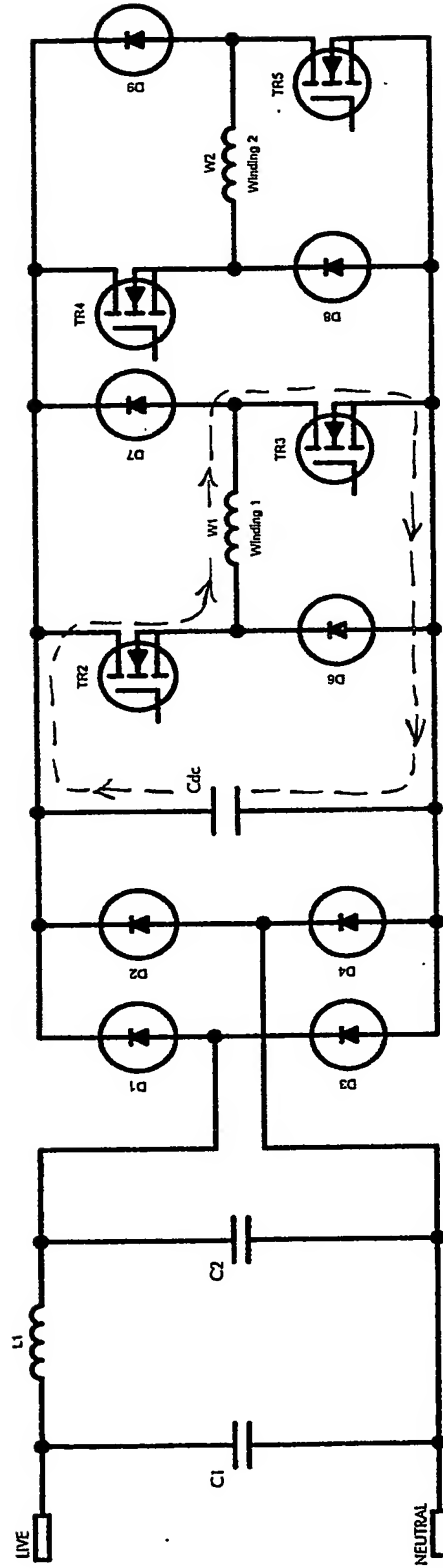 LIVE
NEUTRAL
C1
L1
C2
D1
D3
D2
D4
Cdc
TR2
D6
W1
Winding 1
D7
TR3
TR4
D8
W2
Winding 2
D9
TR5